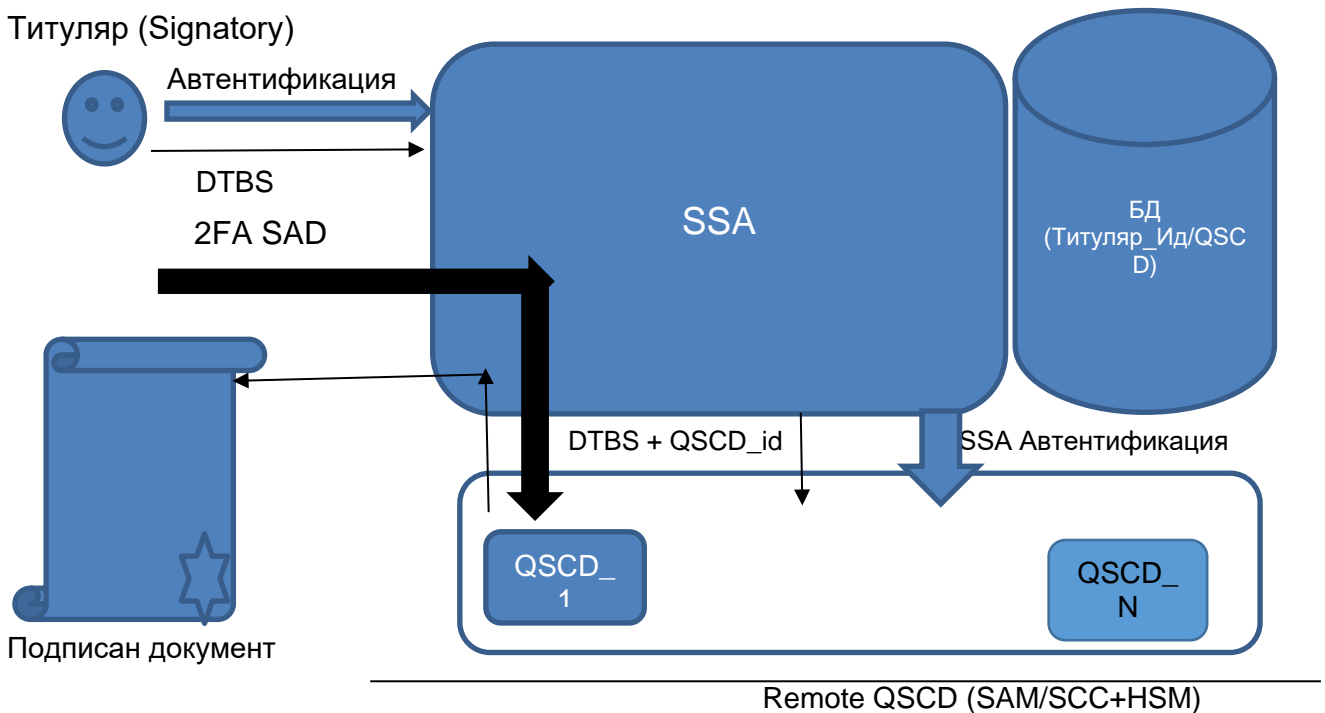 Титуляр (Signatory)
Автентификация
DTBS
2FA SAD
SSA
БД
(Титуляр_Ид/QSC
D)
DTBS + QSCD_id
SSA Автентификация
QSCD_
1
QSCD_
N
Подписан документ
Remote QSCD (SAM/SCC+HSM)